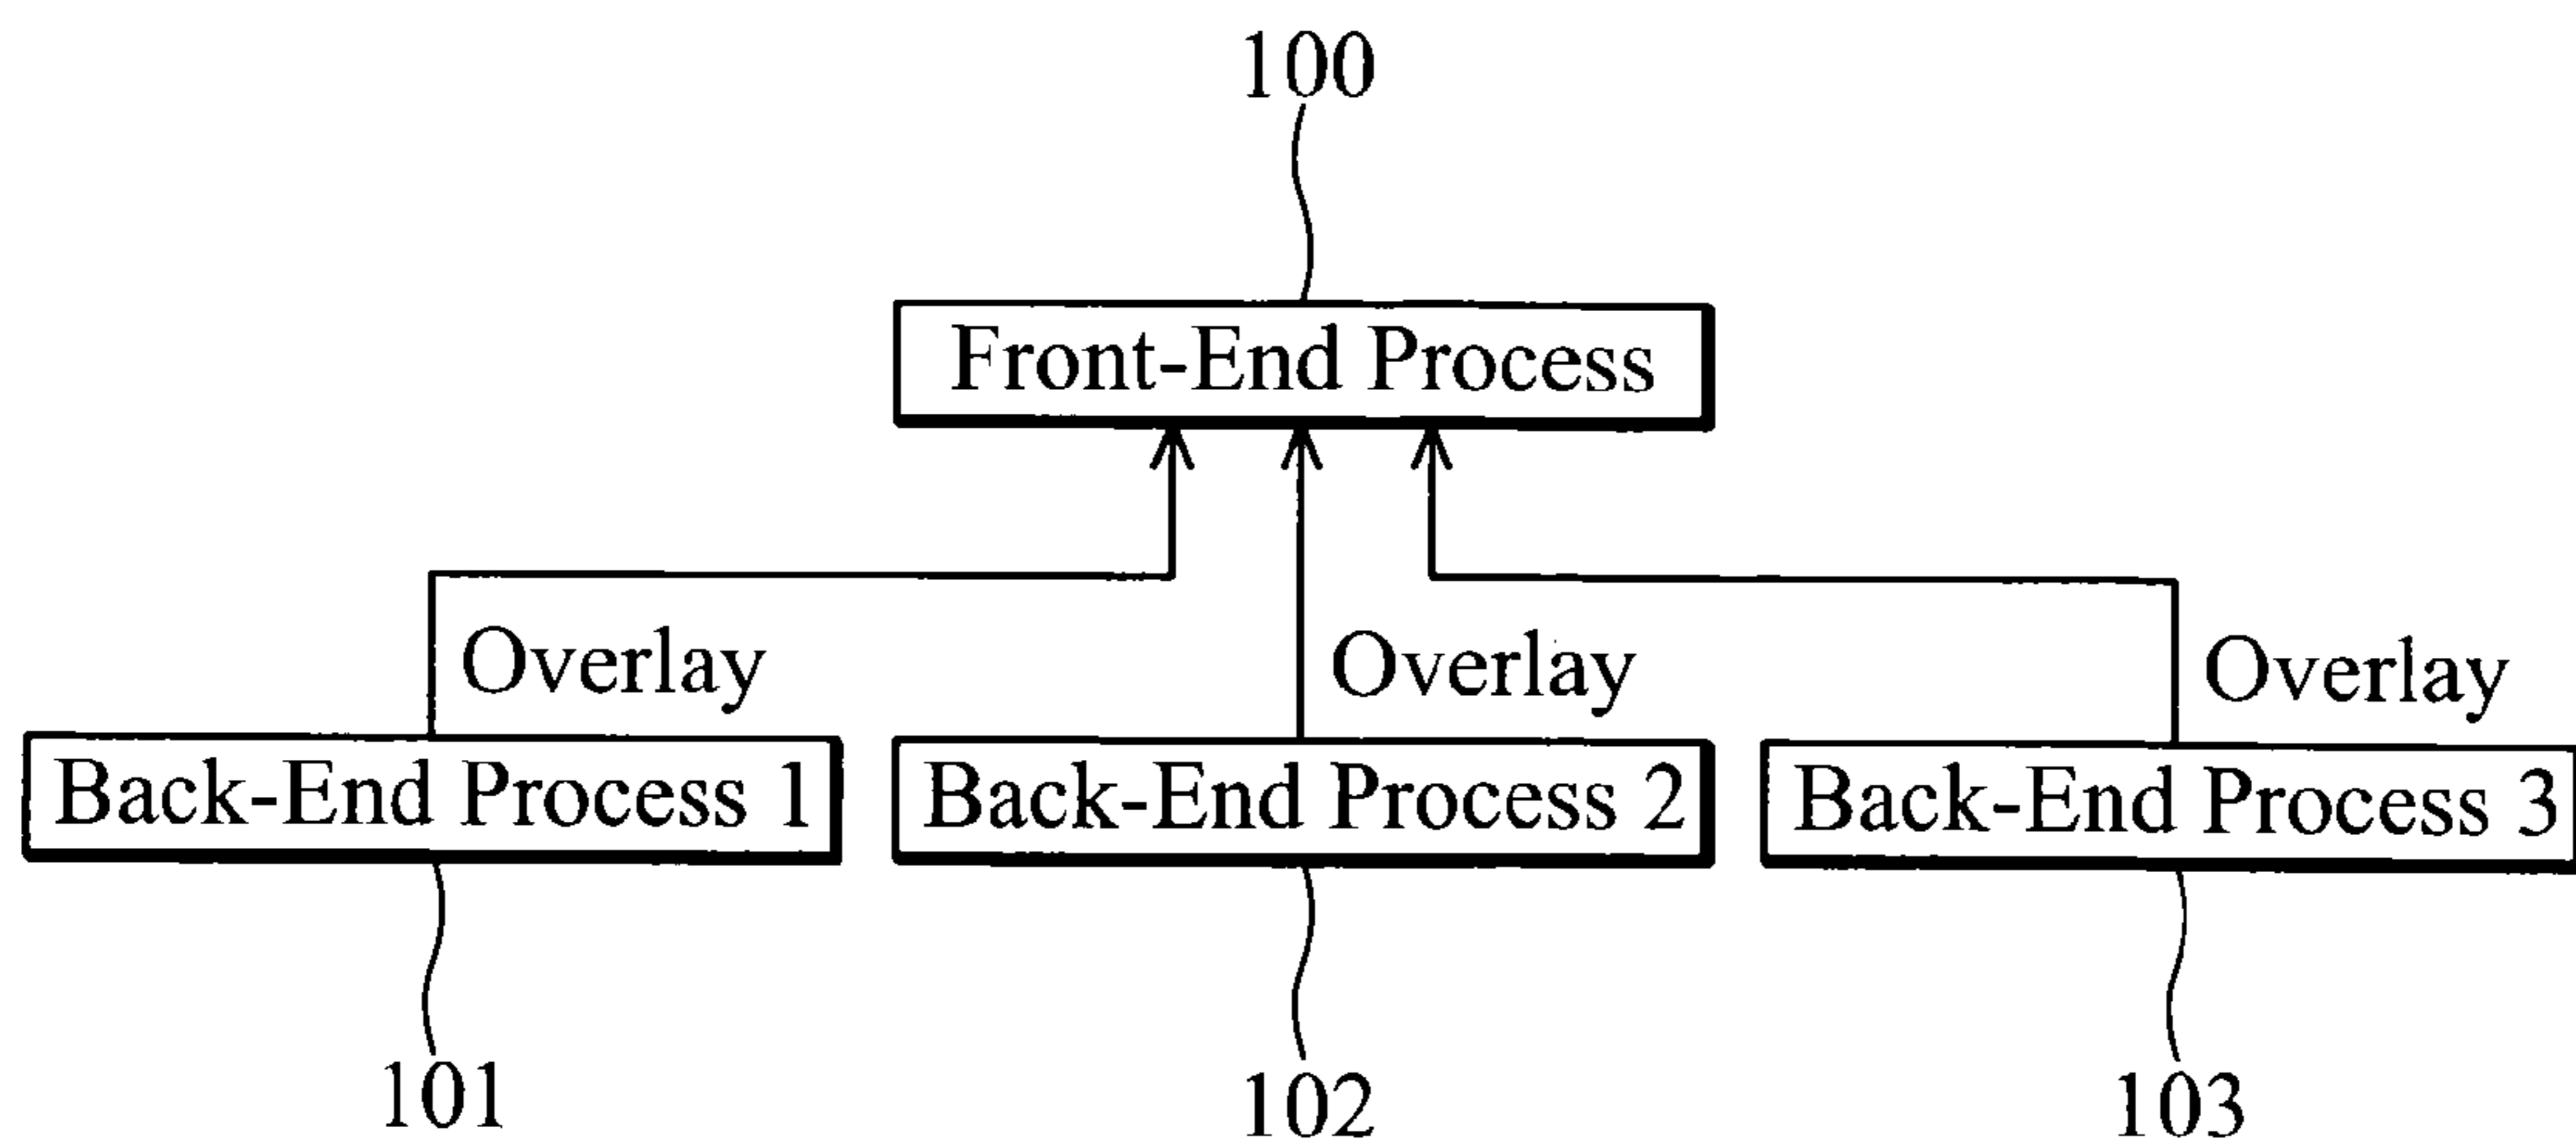 100
Front-End Process
Overlay
Overlay
Overlay
Back-End Process 1
Back-End Process 2
Back-End Process 3
101
102
103